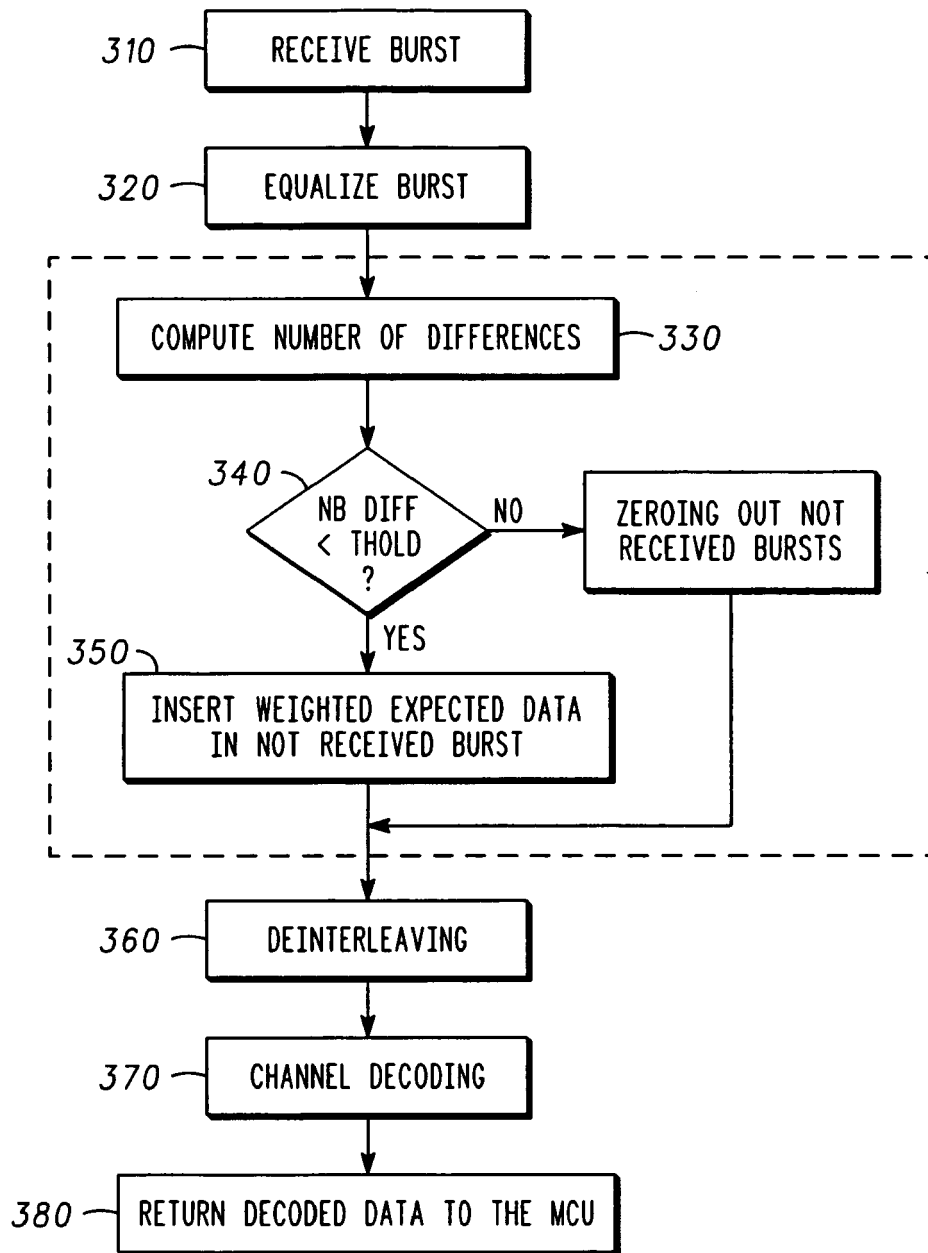 310
RECEIVE BURST
320
EQUALIZE BURST
COMPUTE NUMBER OF DIFFERENCES
330
340
NB DIFF
< THOLD
?
NO
ZEROING OUT NOT
RECEIVED BURSTS
YES
350
INSERT WEIGHTED EXPECTED DATA
IN NOT RECEIVED BURST
360
DEINTERLEAVING
370
CHANNEL DECODING
380
RETURN DECODED DATA TO THE MCU